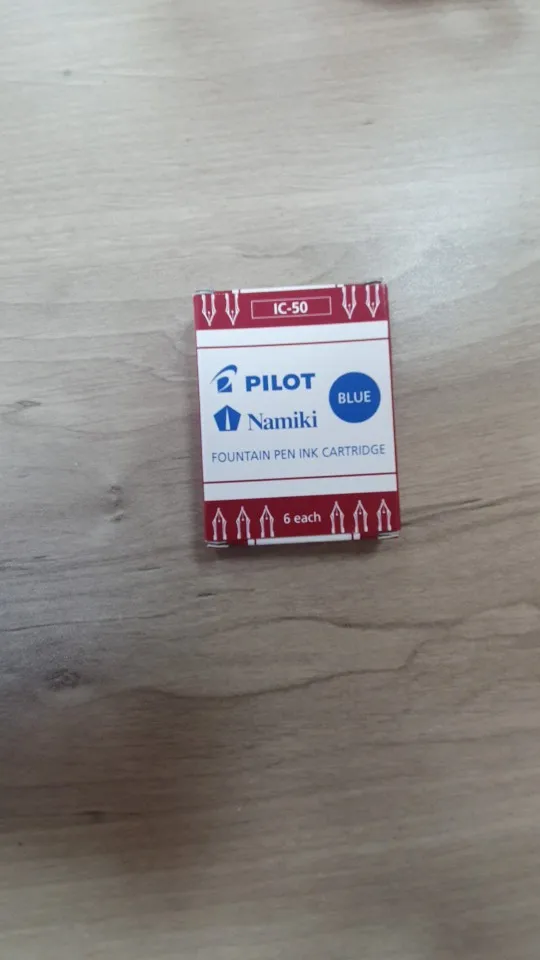 IC-50
PILOT
Namiki
BLUE
FOUNTAIN PEN INK CARTRIDGE
6 each